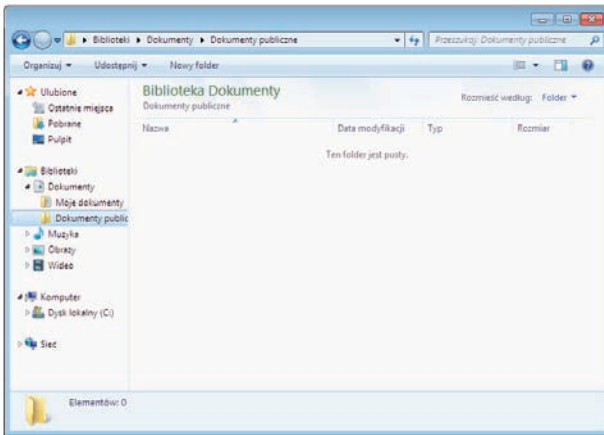 Biblioteki Dokumenty Dokumenty publiczne
Przeszukaj: Dokumenty publiczne
Organizuj Udostępnij Nowy folder
Ulubione
Ostatnie miejsca
Pobrane
Pulpit
Biblioteki
Dokumenty
Moje dokumenty
Dokumenty public
Muzyka
Obrazy
Wideo
Komputer
Dysk lokalny (C:)
Sieć
Biblioteka Dokumenty
Dokumenty publiczne
Rozmieść według: Folder
Nazwa Data modyfikacji Typ Rozmiar
Ten folder jest pusty.
Elementów: 0